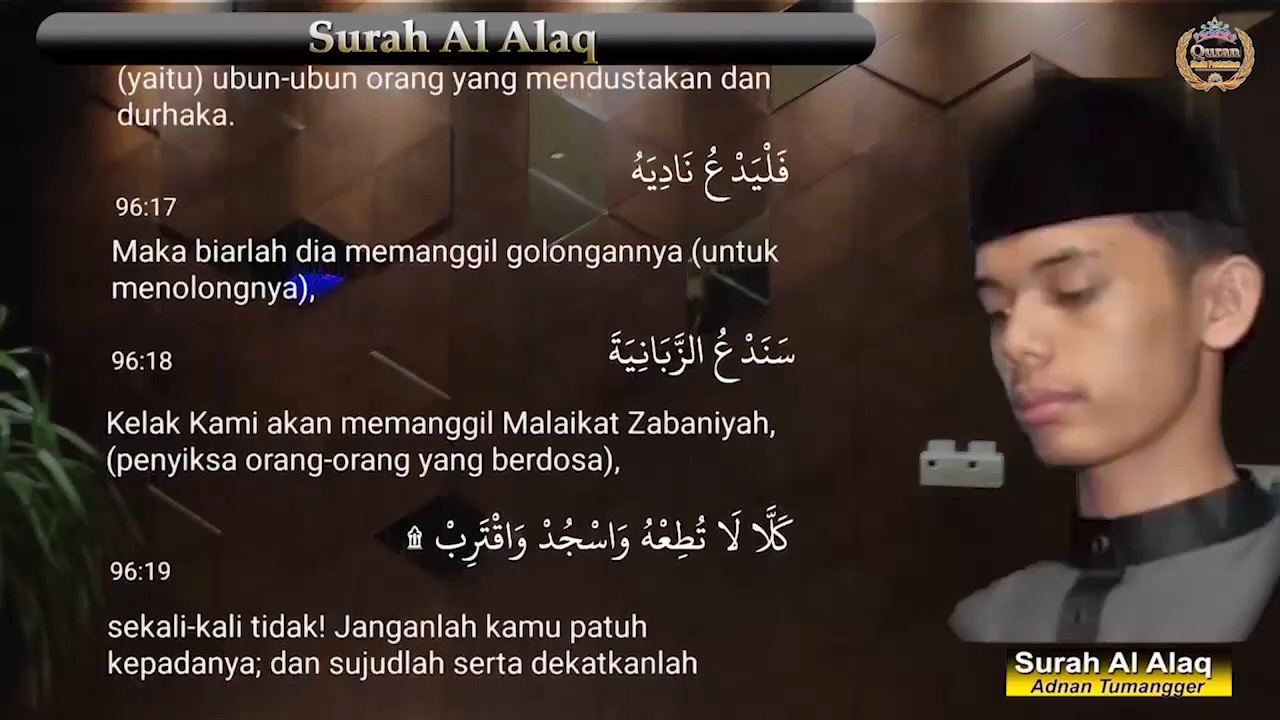 Surah Al Alaq
Quran
(yaitu) ubun-ubun orang yang mendustakan dan
durhaka.
فَلْيَدْعُ نَادِيَهُ
96:17
Maka biarlah dia memanggil golongannya (untuk
menolongnya),
سَنَدْعُ الزَّبَانِيَةَ
96:18
Kelak Kami akan memanggil Malaikat Zabaniyah,
(penyiksa orang-orang yang berdosa),
كَلَّا لَا تُطِعْهُ وَاسْجُدْ وَاقْتَرِبْ ۩
96:19
sekali-kali tidak! Janganlah kamu patuh
kepadanya; dan sujudlah serta dekatkanlah
Surah Al Alaq
Adnan Tumangger